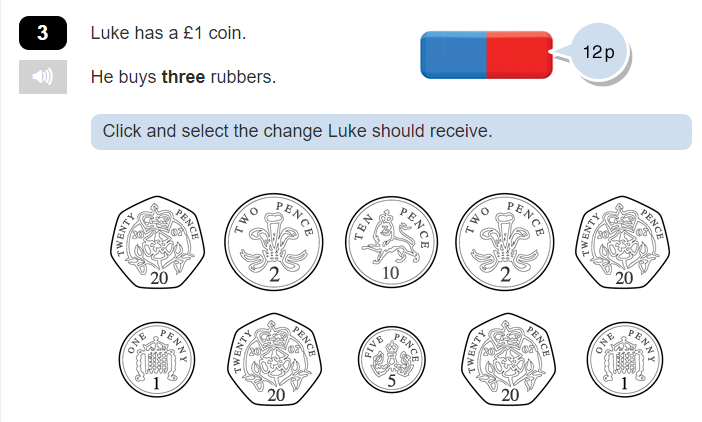 3 Luke has a £1 coin.
12p
He buys three rubbers.
Click and select the change Luke should receive.
TWENTY PENCE 20
TWO PENCE 2
TEN PENCE 10
TWO PENCE 2
TWENTY PENCE 20
ONE PENNY 1
TWENTY PENCE 20
FIVE PENCE 5
TWENTY PENCE 20
ONE PENNY 1